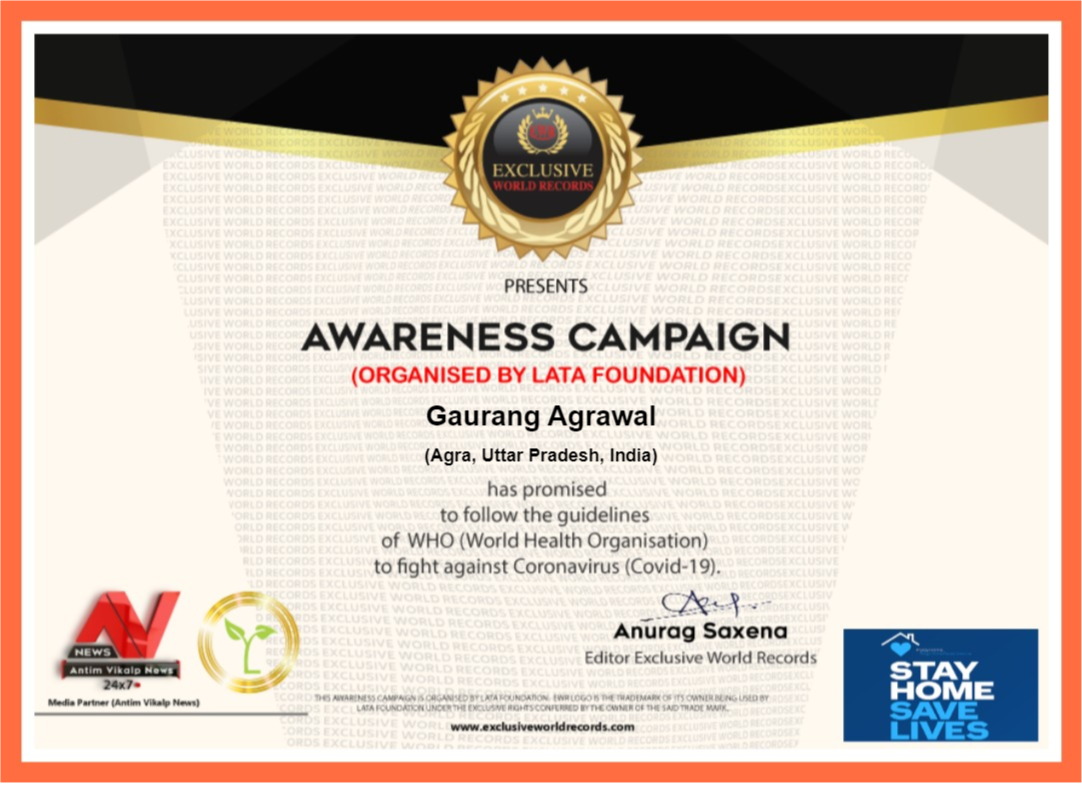 EXCLUSIVE
WORLD RECORDS
PRESENTS
AWARENESS CAMPAIGN
(ORGANISED BY LATA FOUNDATION)
Gaurang Agrawal
(Agra, Uttar Pradesh, India)
has promised
to follow the guidelines
of WHO (World Health Organisation)
to fight against Coronavirus (Covid-19).
Anurag Saxena
Editor Exclusive World Records
AV
NEWS
Antim Vikalp News
24x7
Media Partner (Antim Vikalp News)
THIS AWARENESS CAMPAIGN IS ORGANISED BY LATA FOUNDATION. EWR LOGO IS THE TRADEMARK OF ITS OWNER BEING USED BY
LATA FOUNDATION UNDER THE EXCLUSIVE RIGHTS CONFERRED BY THE OWNER OF THE SAID TRADE MARK.
www.exclusiveworldrecords.com
STAY
HOME
SAVE
LIVES